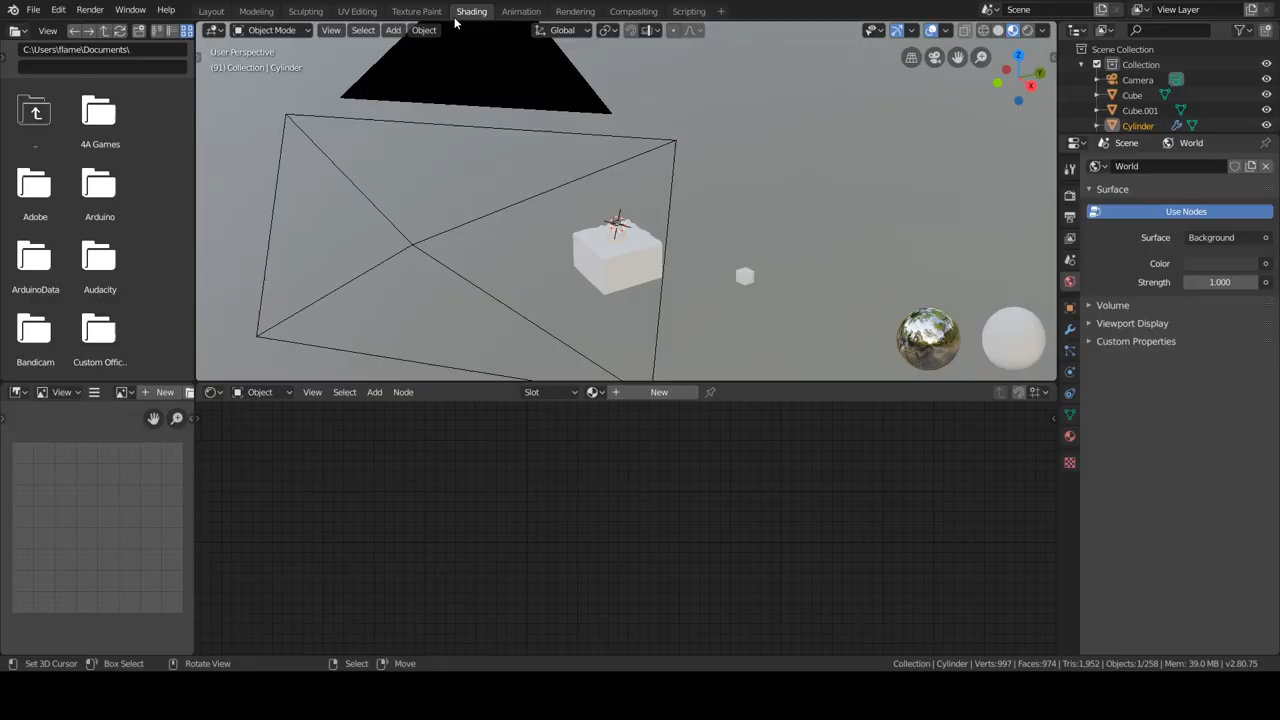 File Edit Render Window Help Layout Modeling Sculpting UV Editing Texture Paint Shading Animation Rendering Compositing Scripting + Scene View Layer
View Object Mode View Select Add Object Global
C:\Users\flame\Documents\
User Perspective
(91) Collection | Cylinder
Z
Y
X
Scene Collection
Collection
Camera
Cube
Cube.001
Cylinder
..
4A Games
Adobe
Arduino
ArduinoData
Audacity
Bandicam
Custom Offic..
Scene World
World
Surface
Use Nodes
Surface Background
Color
Strength 1.000
Volume
Viewport Display
Custom Properties
View New
Object View Select Add Node Slot New
Set 3D Cursor Box Select Rotate View Select Move Collection | Cylinder | Verts:997 | Faces:974 | Tris:1,952 | Objects:1/258 | Mem: 39.0 MB | v2.80.75